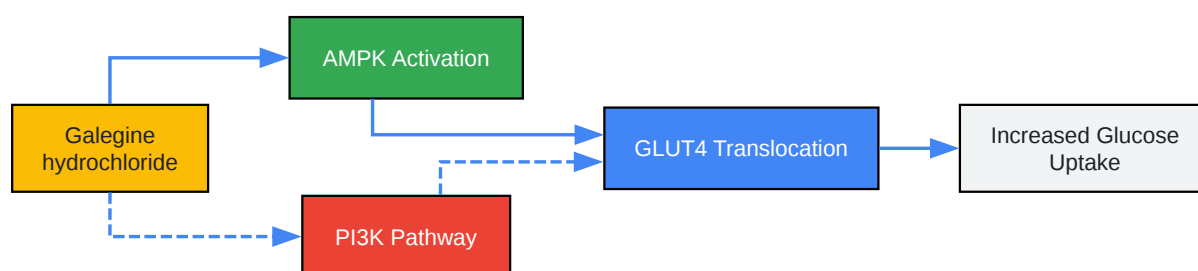 AMPK Activation
Galegine
hydrochloride
GLUT4 Translocation
Increased Glucose
Uptake
PI3K Pathway